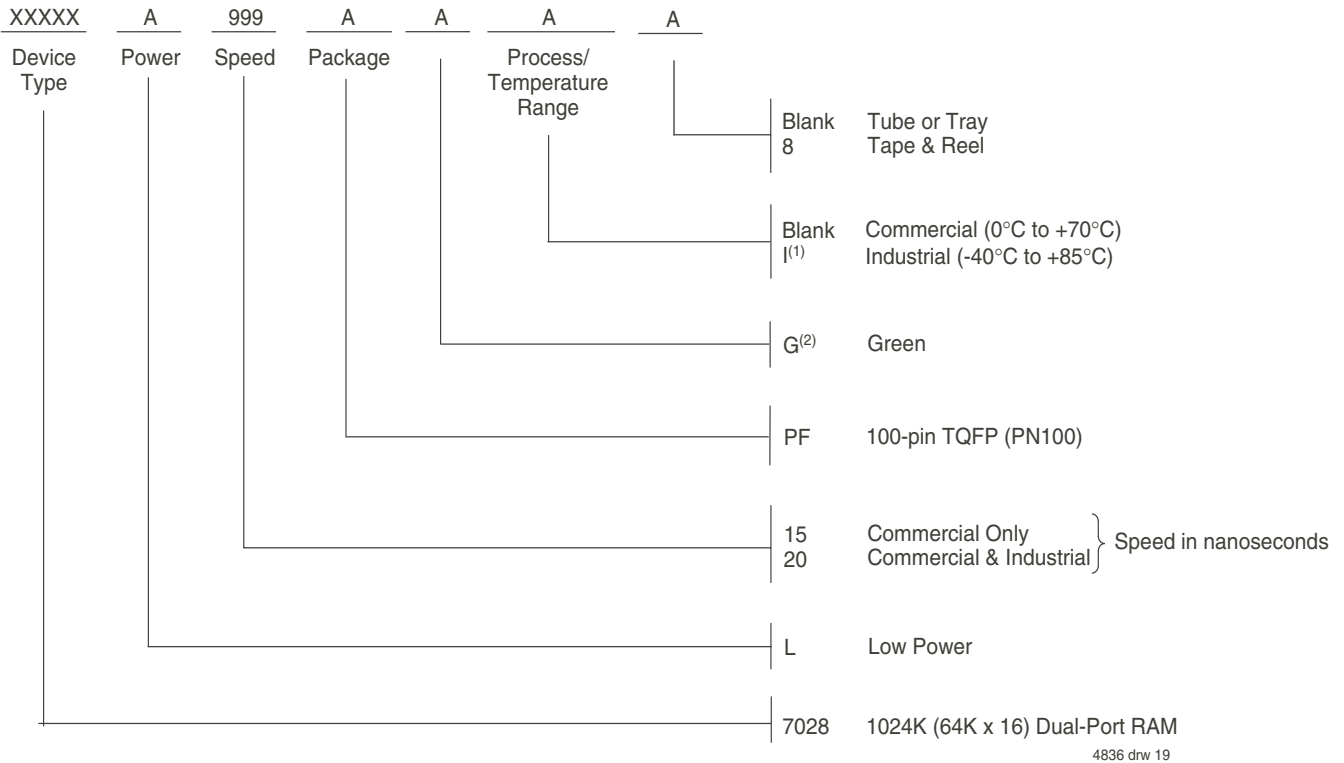 XXXXX A 999 A A A A
Device Type Power Speed Package Process/ Temperature Range
Blank Tube or Tray
8 Tape & Reel
Blank Commercial (0°C to +70°C)
I(1) Industrial (-40°C to +85°C)
G(2) Green
PF 100-pin TQFP (PN100)
15 Commercial Only
20 Commercial & Industrial
Speed in nanoseconds
L Low Power
7028 1024K (64K x 16) Dual-Port RAM
4836 drw 19